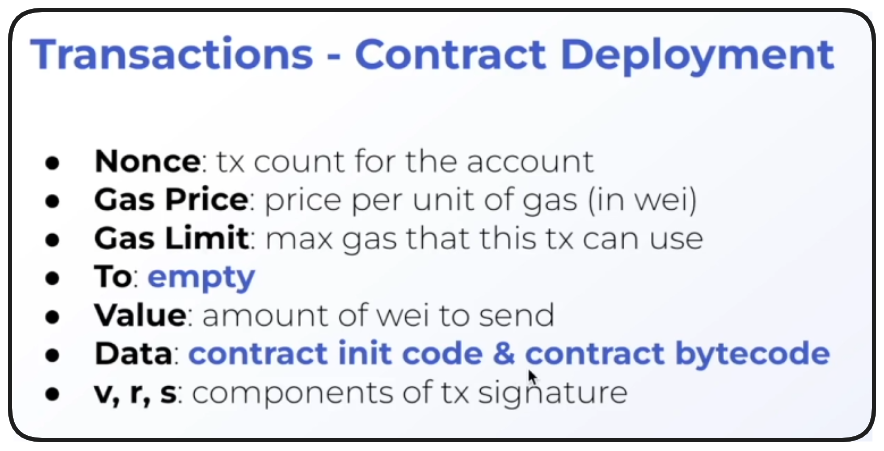 Transactions - Contract Deployment
● Nonce: tx count for the account
● Gas Price: price per unit of gas (in wei)
● Gas Limit: max gas that this tx can use
● To: empty
● Value: amount of wei to send
● Data: contract init code & contract bytecode
● v, r, s: components of tx signature